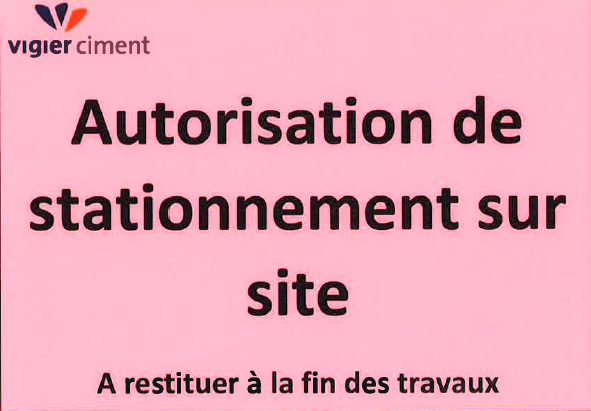 vigier ciment
Autorisation de
stationnement sur
site
A restituer à la fin des travaux